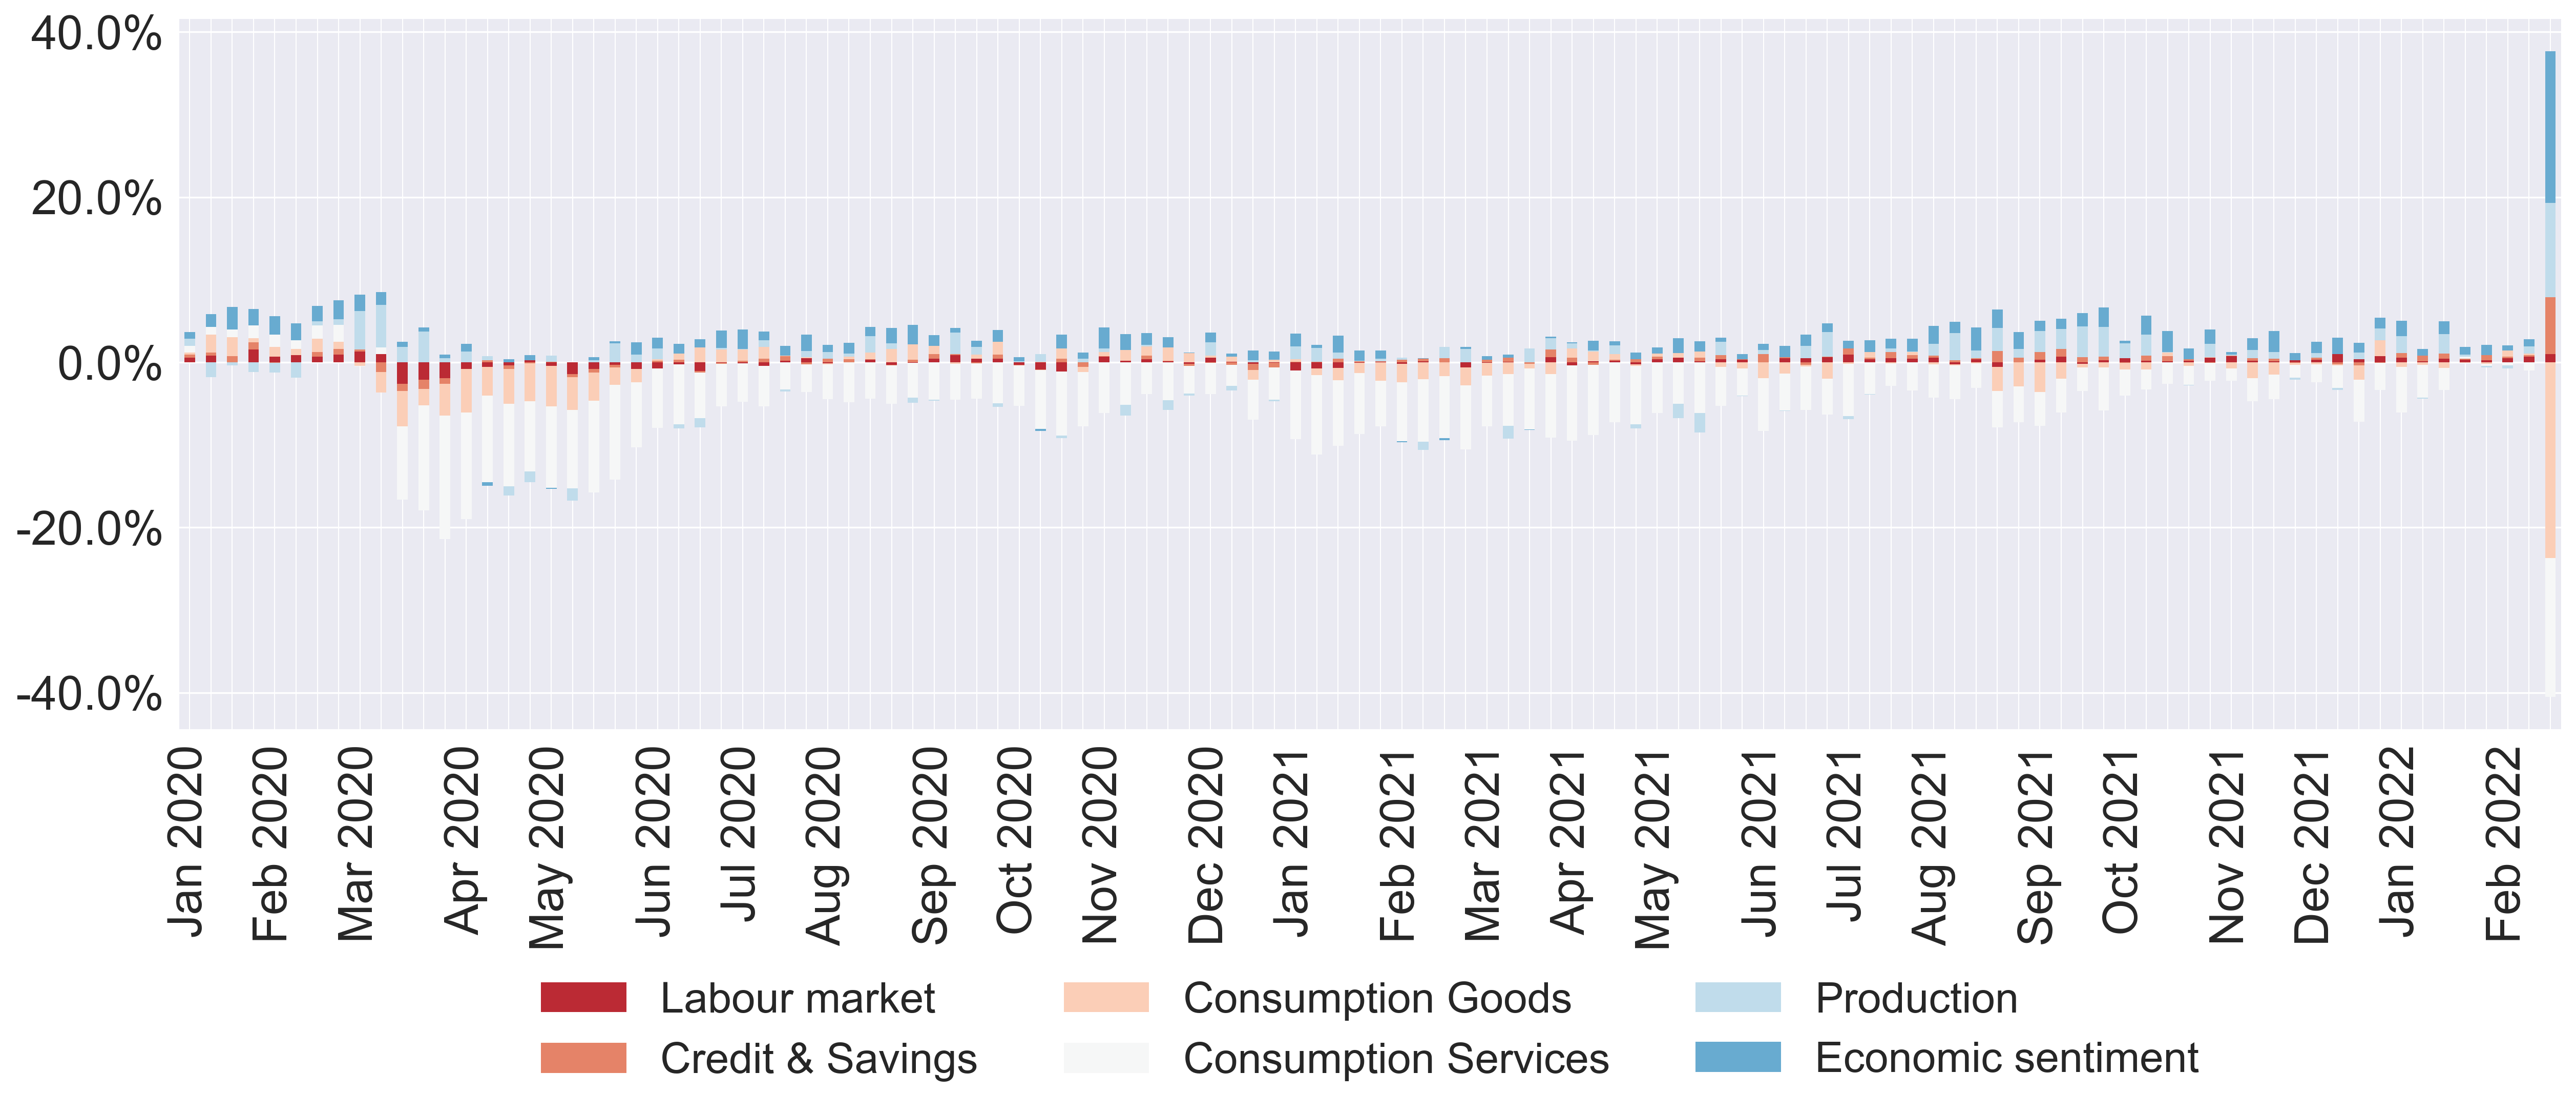 40.0%
20.0%
0.0%
-20.0%
-40.0%
Jan 2020
Feb 2020
Mar 2020
Apr 2020
May 2020
Jun 2020
Jul 2020
Aug 2020
Sep 2020
Oct 2020
Nov 2020
Dec 2020
Jan 2021
Feb 2021
Mar 2021
Apr 2021
May 2021
Jun 2021
Jul 2021
Aug 2021
Sep 2021
Oct 2021
Nov 2021
Dec 2021
Jan 2022
Feb 2022
Labour market
Consumption Goods
Production
Credit & Savings
Consumption Services
Economic sentiment